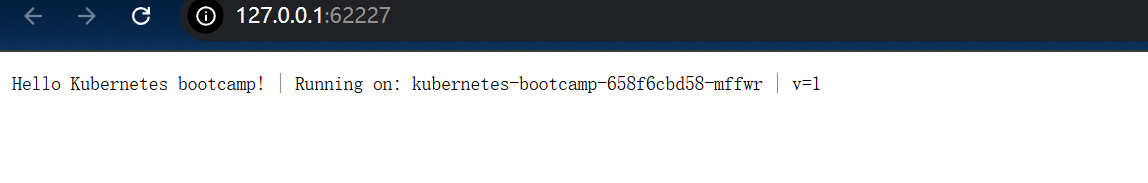 127.0.0.1:62227
Hello Kubernetes bootcamp! | Running on: kubernetes-bootcamp-658f6cbd58-mffwr | v=1